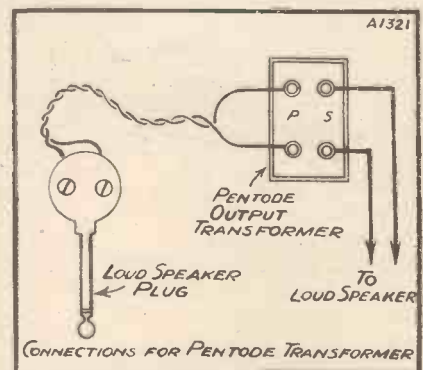 A1321
P S
PENTODE
OUTPUT
TRANSFORMER
LOUD SPEAKER
PLUG
TO
LOUD SPEAKER
CONNECTIONS FOR PENTODE TRANSFORMER